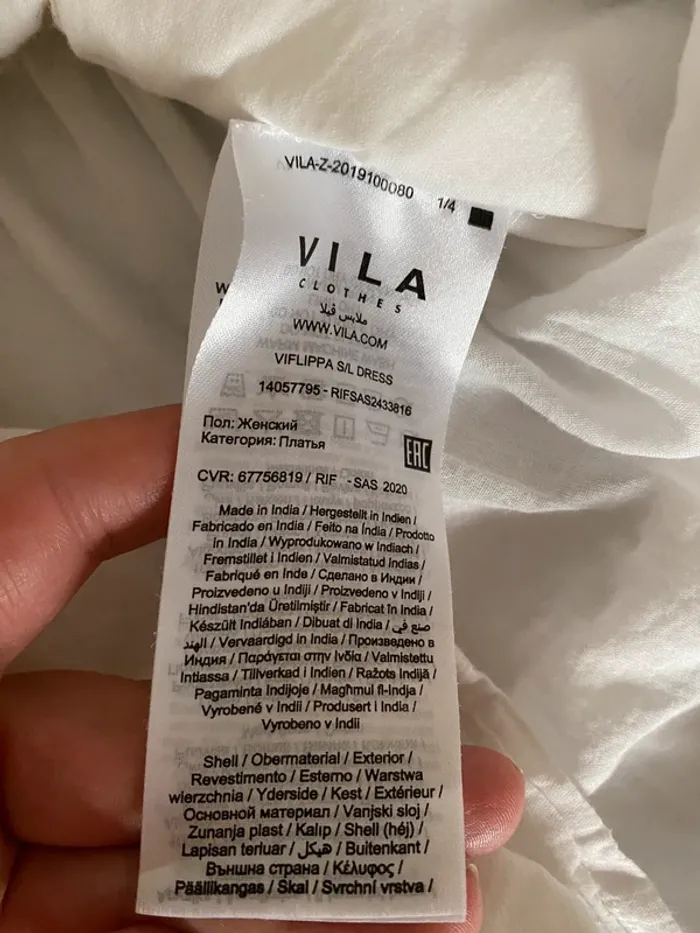 VILA-Z-2019100080 1/4
VILA
CLOTHES
ملابس ڤيلا
WWW.VILA.COM
VIFLIPPA S/L DRESS
14057795 - RIFSAS2433816
Пол: Женский
Категория: Платья
EAC
CVR: 67756819 / RIF - SAS 2020
Made in India / Hergestellt in Indien /
Fabricado en India / Feito na Índia / Prodotto
in India / Wyprodukowano w Indiach /
Fremstillet i Indien / Valmistatud Indias /
Fabriqué en Inde / Сделано в Индии /
Proizvedeno u Indiji / Proizvedeno v Indiji /
Hindistan'da Üretilmiştir / Fabricat în India /
Készült Indiában / Dibuat di India / صنع في
الهند / Vervaardigd in India / Произведено в
Индия / Παράγεται στην Ινδία / Valmistettu
Intiassa / Tillverkad i Indien / Ražots Indijā /
Pagaminta Indijoje / Magħmul fl-Indja /
Vyrobené v Indii / Produsert i India /
Vyrobeno v Indii
Shell / Obermaterial / Exterior /
Revestimento / Esterno / Warstwa
wierzchnia / Yderside / Kest / Extérieur /
Основной материал / Vanjski sloj /
Zunanja plast / Kalıp / Shell (héj) /
Lapisan terluar / هيكل / Buitenkant /
Външна страна / Κέλυφος /
Päällikangas / Skal / Svrchní vrstva /